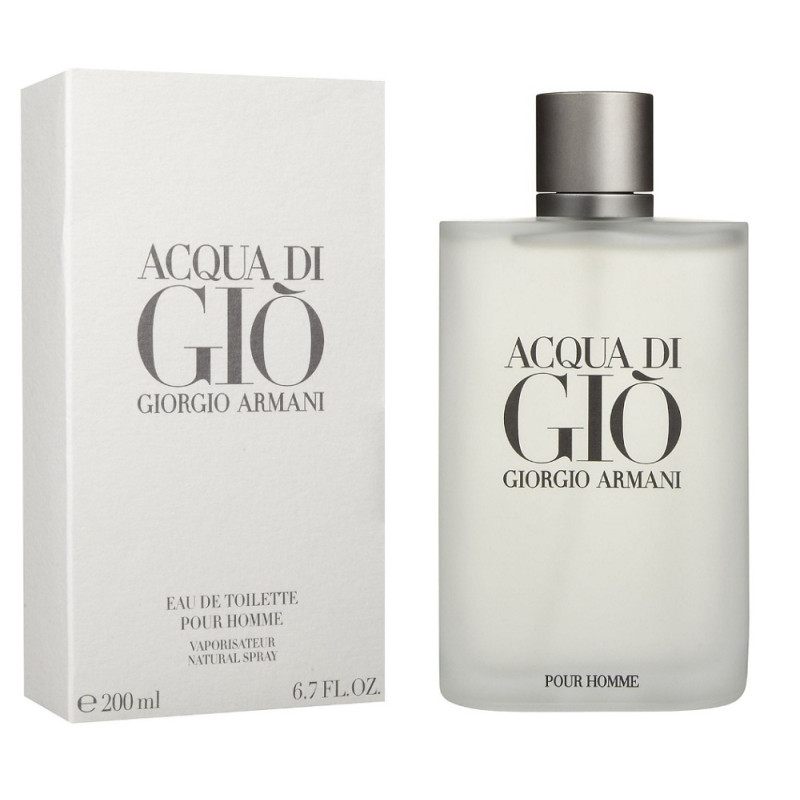 ACQUA DI
GIÒ
GIORGIO ARMANI
EAU DE TOILETTE
POUR HOMME
VAPORISATEUR
NATURAL SPRAY
℮ 200 ml
6.7 FL.OZ.
ACQUA DI
GIÒ
GIORGIO ARMANI
POUR HOMME